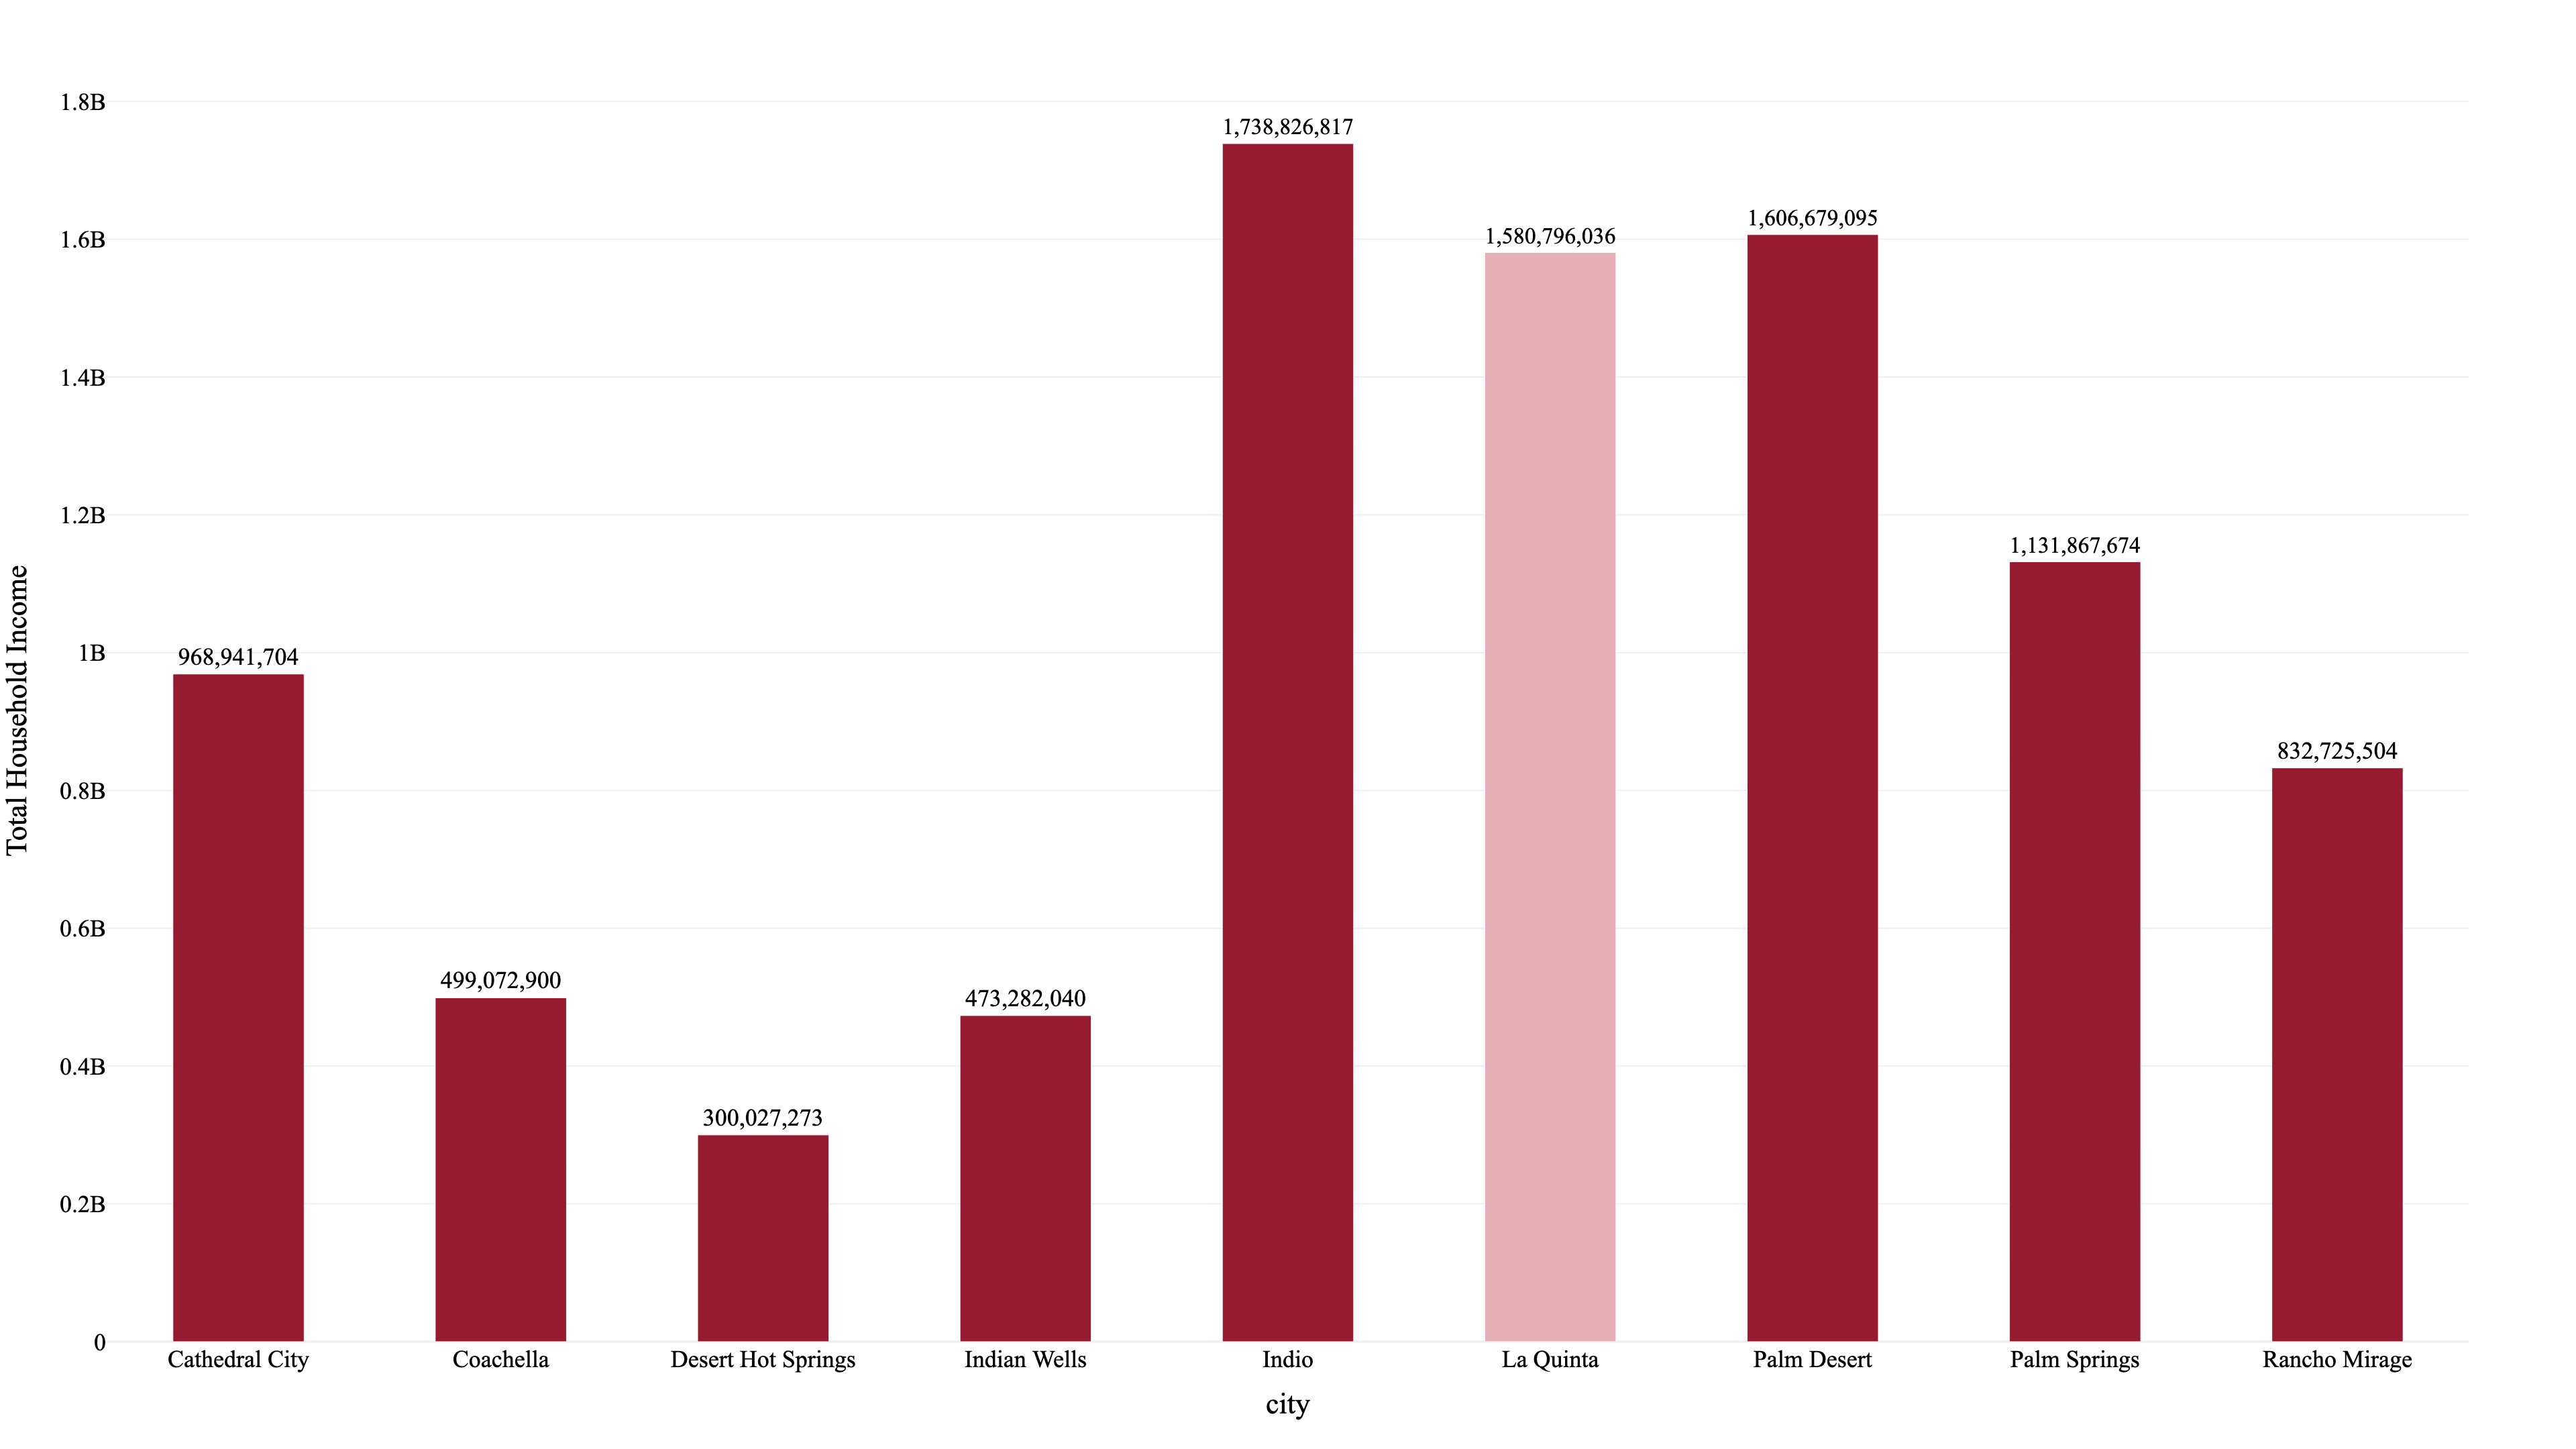 1.8B
1.6B
1.4B
1.2B
1B
0.8B
0.6B
0.4B
0.2B
0
Total Household Income
968,941,704
499,072,900
300,027,273
473,282,040
1,738,826,817
1,580,796,036
1,606,679,095
1,131,867,674
832,725,504
Cathedral City
Coachella
Desert Hot Springs
Indian Wells
Indio
La Quinta
Palm Desert
Palm Springs
Rancho Mirage
city